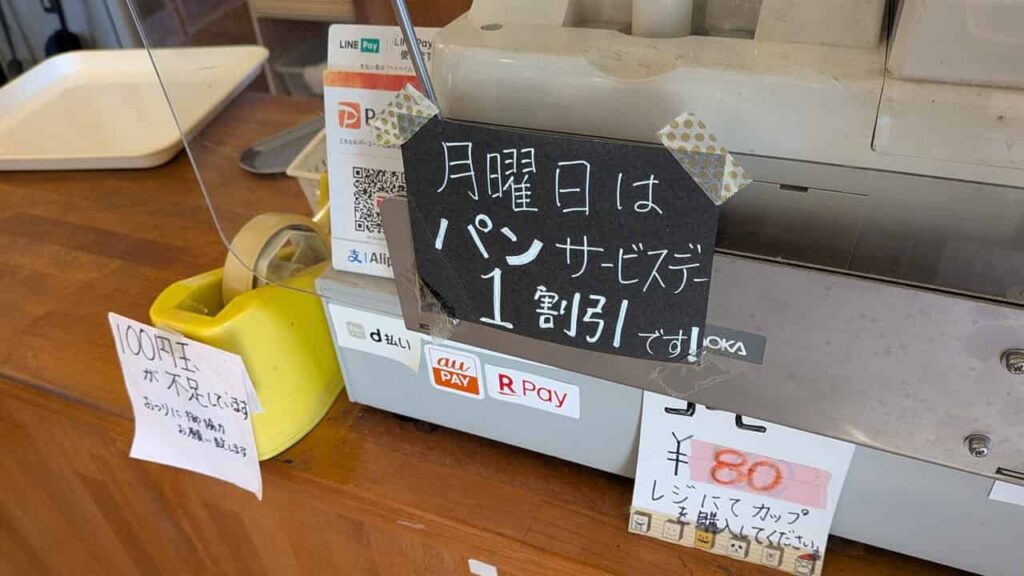 LINE Pay
月曜日は
パンサービスデー
1割引です!
d払い
au
PAY
R Pay
100円玉
が不足しています
おつりに御協力
お願い致します
¥80
レジにてカップ
を購入してください